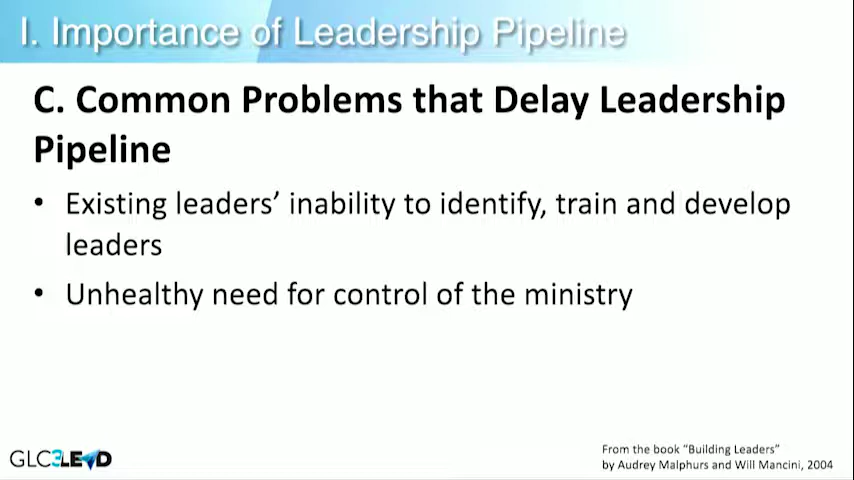 I. Importance of Leadership Pipeline
C. Common Problems that Delay Leadership
Pipeline
• Existing leaders’ inability to identify, train and develop
leaders
• Unhealthy need for control of the ministry
From the book “Building Leaders”
GLC LEAD by Audrey Malphurs and Will Mancini, 2004